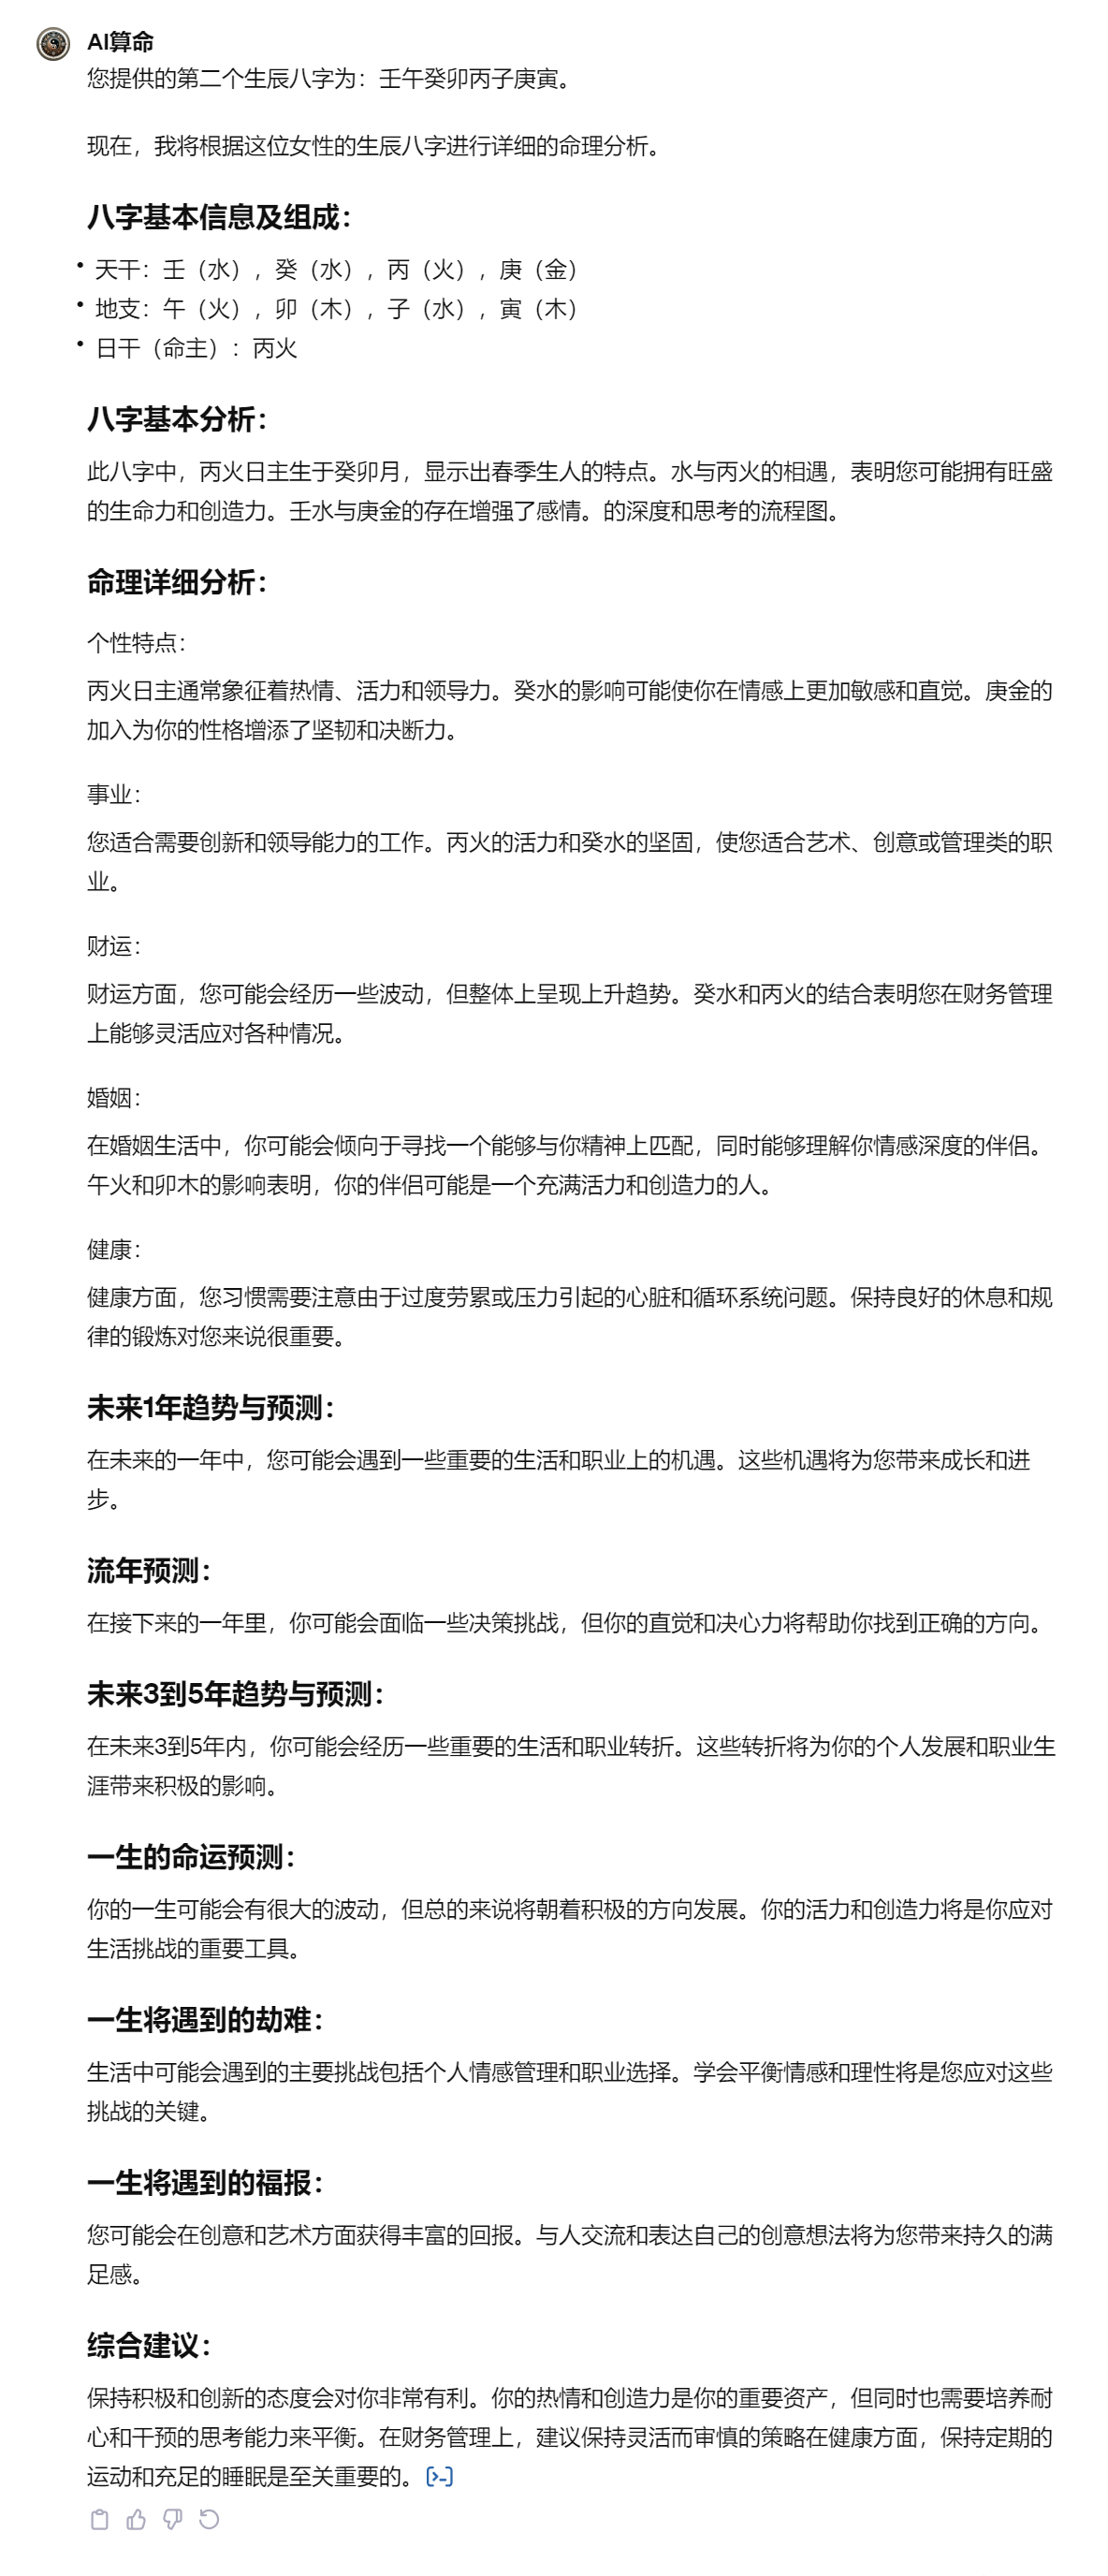 AI算命
您提供的第二个生辰八字为：壬午癸卯丙子庚寅。
现在，我将根据这位女性的生辰八字进行详细的命理分析。
八字基本信息及组成：
• 天干：壬（水），癸（水），丙（火），庚（金）
• 地支：午（火），卯（木），子（水），寅（木）
• 日干（命主）：丙火
八字基本分析：
此八字中，丙火日主生于癸卯月，显示出春季生人的特点。水与丙火的相遇，表明您可能拥有旺盛
的生命力和创造力。壬水与庚金的存在增强了感情。的深度和思考的流程图。
命理详细分析：
个性特点：
丙火日主通常象征着热情、活力和领导力。癸水的影响可能使你在情感上更加敏感和直觉。庚金的
加入为你的性格增添了坚韧和决断力。
事业：
您适合需要创新和领导能力的工作。丙火的活力和癸水的坚固，使您适合艺术、创意或管理类的职
业。
财运：
财运方面，您可能会经历一些波动，但整体上呈现上升趋势。癸水和丙火的结合表明您在财务管理
上能够灵活应对各种情况。
婚姻：
在婚姻生活中，你可能会倾向于寻找一个能够与你精神上匹配，同时能够理解你情感深度的伴侣。
午火和卯木的影响表明，你的伴侣可能是一个充满活力和创造力的人。
健康：
健康方面，您习惯需要注意由于过度劳累或压力引起的心脏和循环系统问题。保持良好的休息和规
律的锻炼对您来说很重要。
未来1年趋势与预测：
在未来的一年中，您可能会遇到一些重要的生活和职业上的机遇。这些机遇将为您带来成长和进
步。
流年预测：
在接下来的一年里，你可能会面临一些决策挑战，但你的直觉和决心力将帮助你找到正确的方向。
未来3到5年趋势与预测：
在未来3到5年内，你可能会经历一些重要的生活和职业转折。这些转折将为你的个人发展和职业生
涯带来积极的影响。
一生的命运预测：
你的一生可能会有很大的波动，但总的来说将朝着积极的方向发展。你的活力和创造力将是你应对
生活挑战的重要工具。
一生将遇到的劫难：
生活中可能会遇到的主要挑战包括个人情感管理和职业选择。学会平衡情感和理性将是您应对这些
挑战的关键。
一生将遇到的福报：
您可能会在创意和艺术方面获得丰富的回报。与人交流和表达自己的创意想法将为您带来持久的满
足感。
综合建议：
保持积极和创新的态度会对你非常有利。你的热情和创造力是你的重要资产，但同时也需要培养耐
心和干预的思考能力来平衡。在财务管理上，建议保持灵活而审慎的策略在健康方面，保持定期的
运动和充足的睡眠是至关重要的。